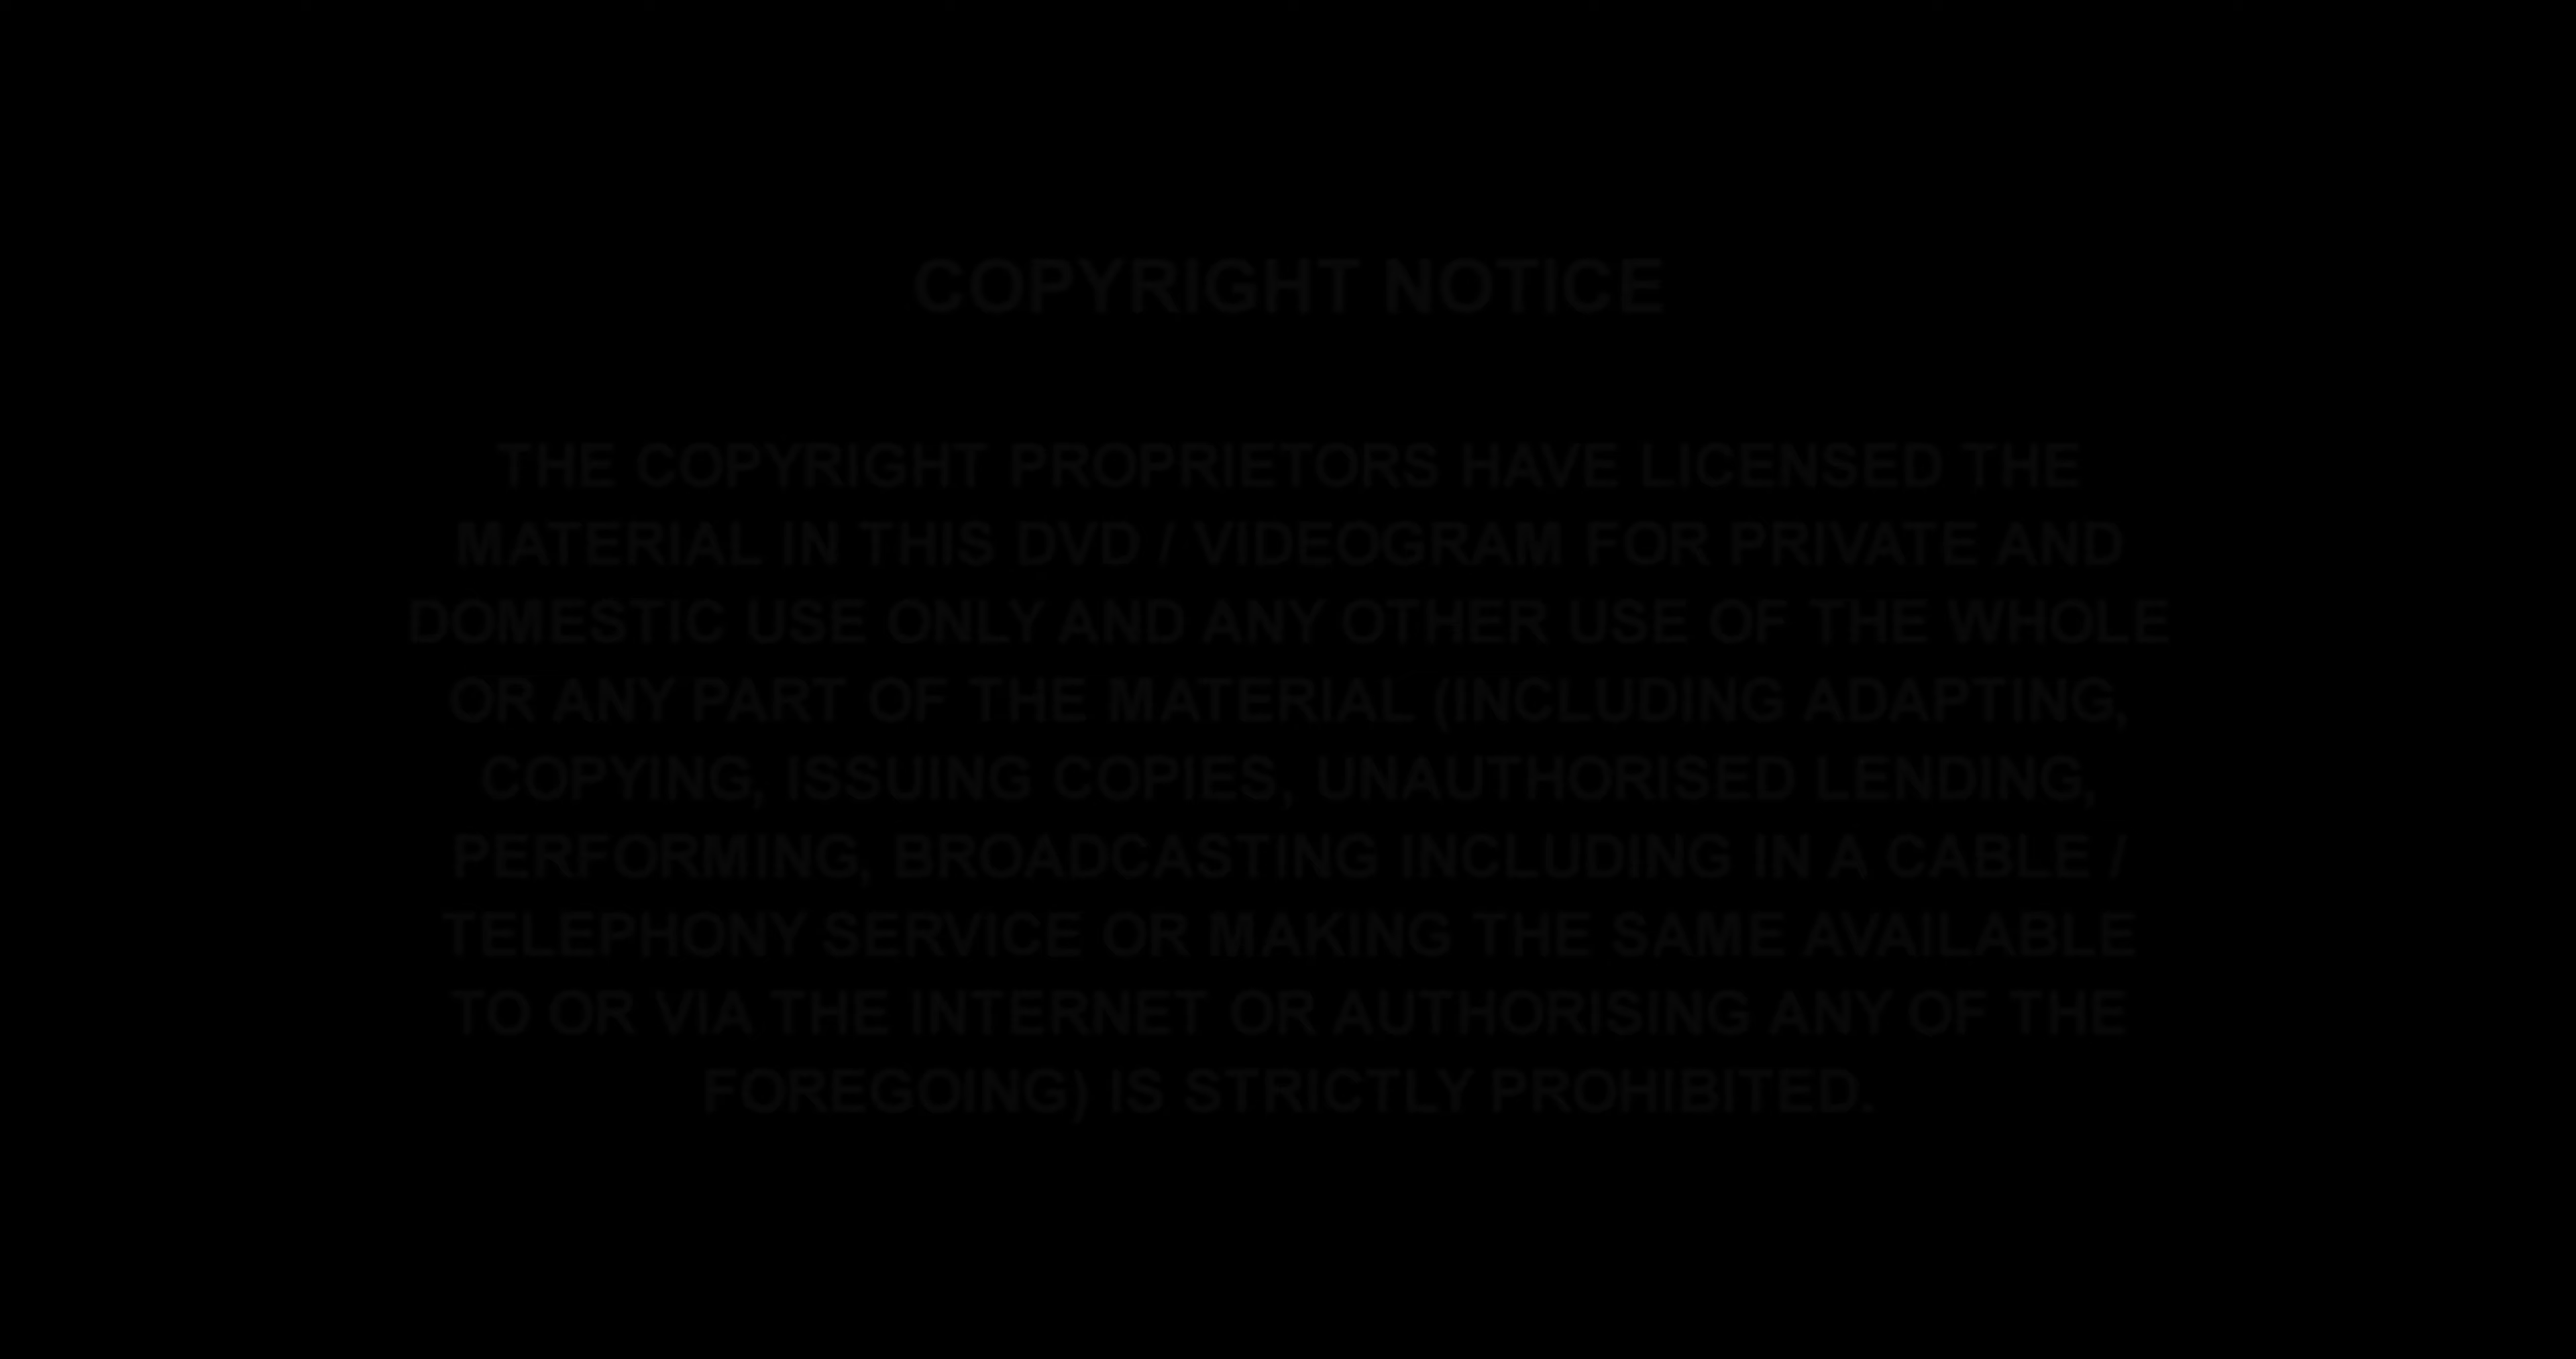 COPYRIGHT NOTICE
THE COPYRIGHT PROPRIETORS HAVE LICENSED THE
MATERIAL IN THIS DVD / VIDEOGRAM FOR PRIVATE AND
DOMESTIC USE ONLY AND ANY OTHER USE OF THE WHOLE
OR ANY PART OF THE MATERIAL (INCLUDING ADAPTING,
COPYING, ISSUING COPIES, UNAUTHORISED LENDING,
PERFORMING, BROADCASTING INCLUDING IN A CABLE /
TELEPHONY SERVICE OR MAKING THE SAME AVAILABLE
TO OR VIA THE INTERNET OR AUTHORISING ANY OF THE
FOREGOING) IS STRICTLY PROHIBITED.